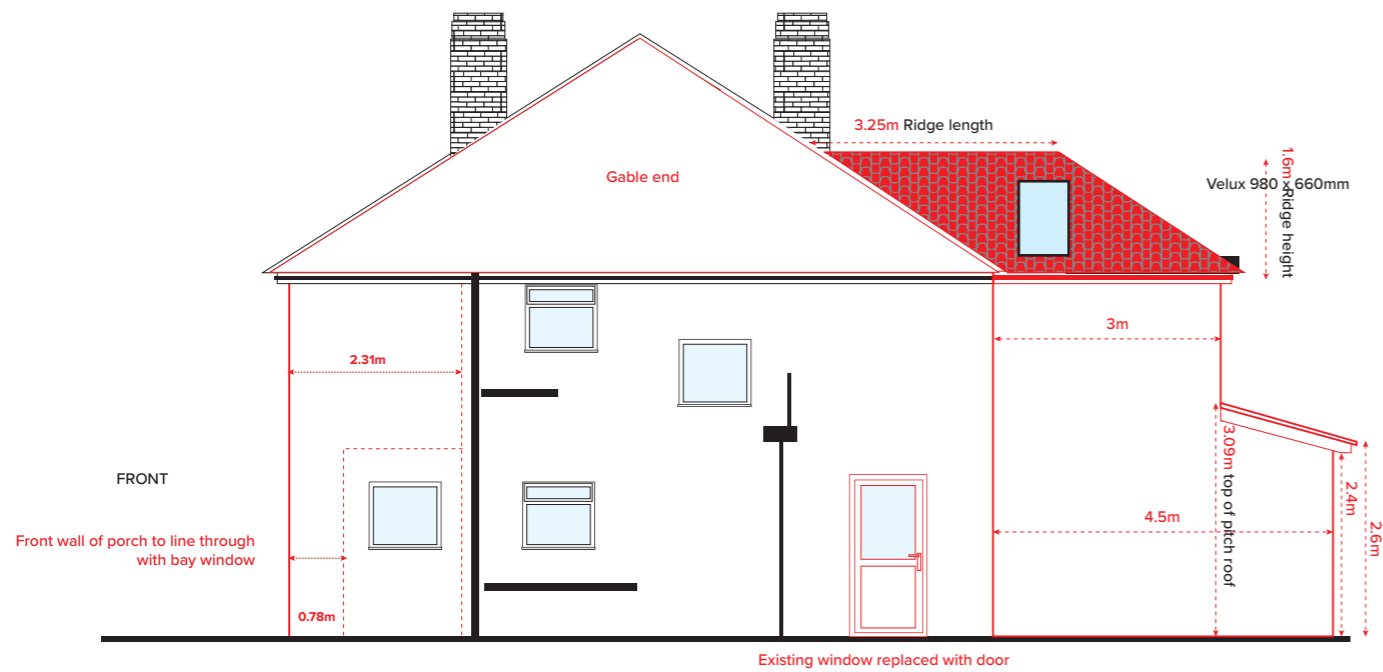 3.25m Ridge length
Gable end
1.6m Ridge height
Velux 980 x 660mm
3m
2.31m
FRONT
3.09m top of pitch roof
2.4m
2.6m
4.5m
Front wall of porch to line through
with bay window
0.78m
Existing window replaced with door